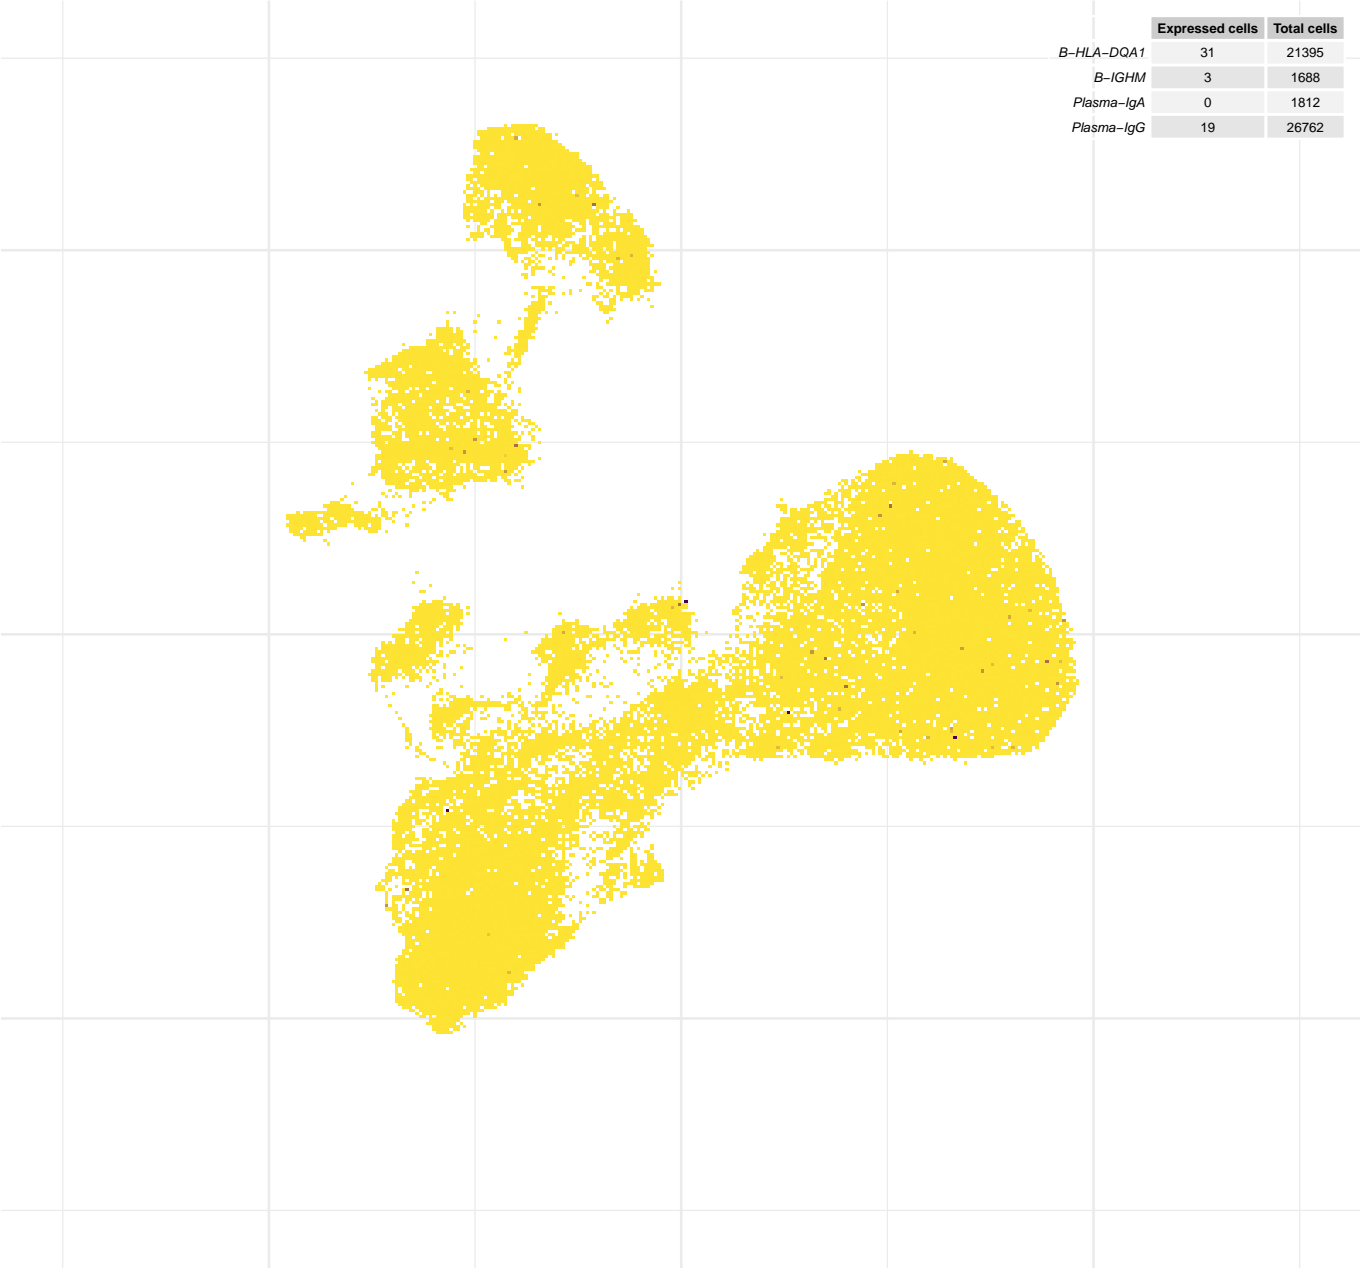 Expressed cells Total cells
B−HLA−DQA1 31 21395
B−IGHM 3 1688
Plasma−IgA 0 1812
Plasma−IgG 19 26762